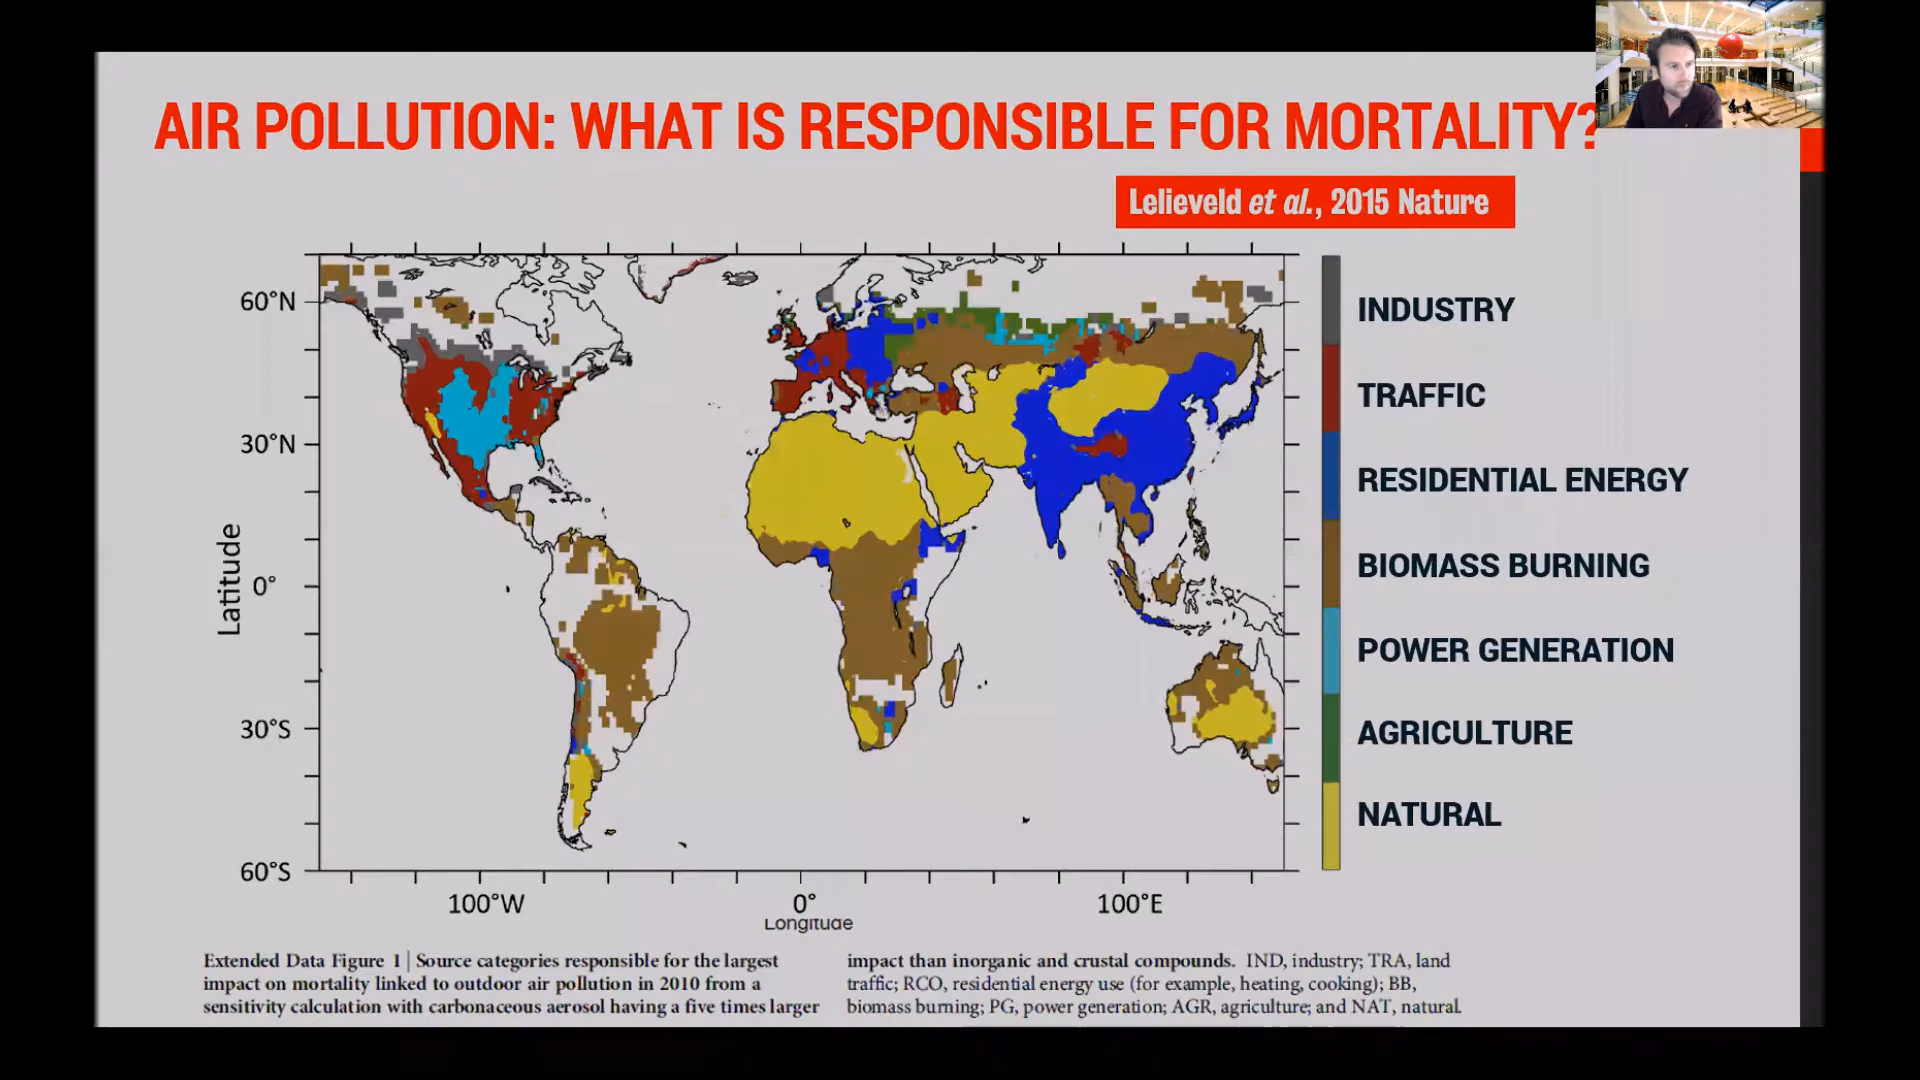 AIR POLLUTION: WHAT IS RESPONSIBLE FOR MORTALITY?
Lelieveld et al., 2015 Nature
60°N
30°N
0°
30°S
60°S
Latitude
100°W
0°
100°E
Longitude
INDUSTRY
TRAFFIC
RESIDENTIAL ENERGY
BIOMASS BURNING
POWER GENERATION
AGRICULTURE
NATURAL
Extended Data Figure 1 | Source categories responsible for the largest
impact on mortality linked to outdoor air pollution in 2010 from a
sensitivity calculation with carbonaceous aerosol having a five times larger
impact than inorganic and crustal compounds. IND, industry; TRA, land
traffic; RCO, residential energy use (for example, heating, cooking); BB,
biomass burning; PG, power generation; AGR, agriculture; and NAT, natural.